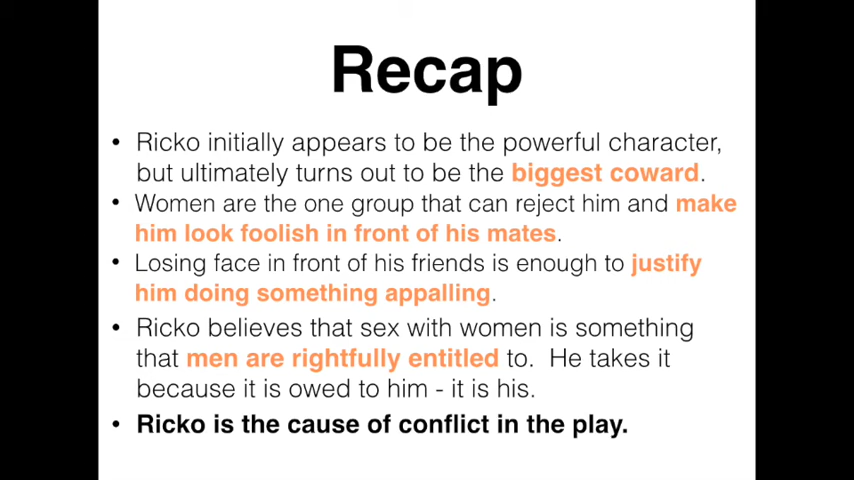 Recap
• Ricko initially appears to be the powerful character,
but ultimately turns out to be the biggest coward.
• Women are the one group that can reject him and make
him look foolish in front of his mates.
• Losing face in front of his friends is enough to justify
him doing something appalling.
• Ricko believes that sex with women is something
that men are rightfully entitled to.  He takes it
because it is owed to him - it is his.
• Ricko is the cause of conflict in the play.